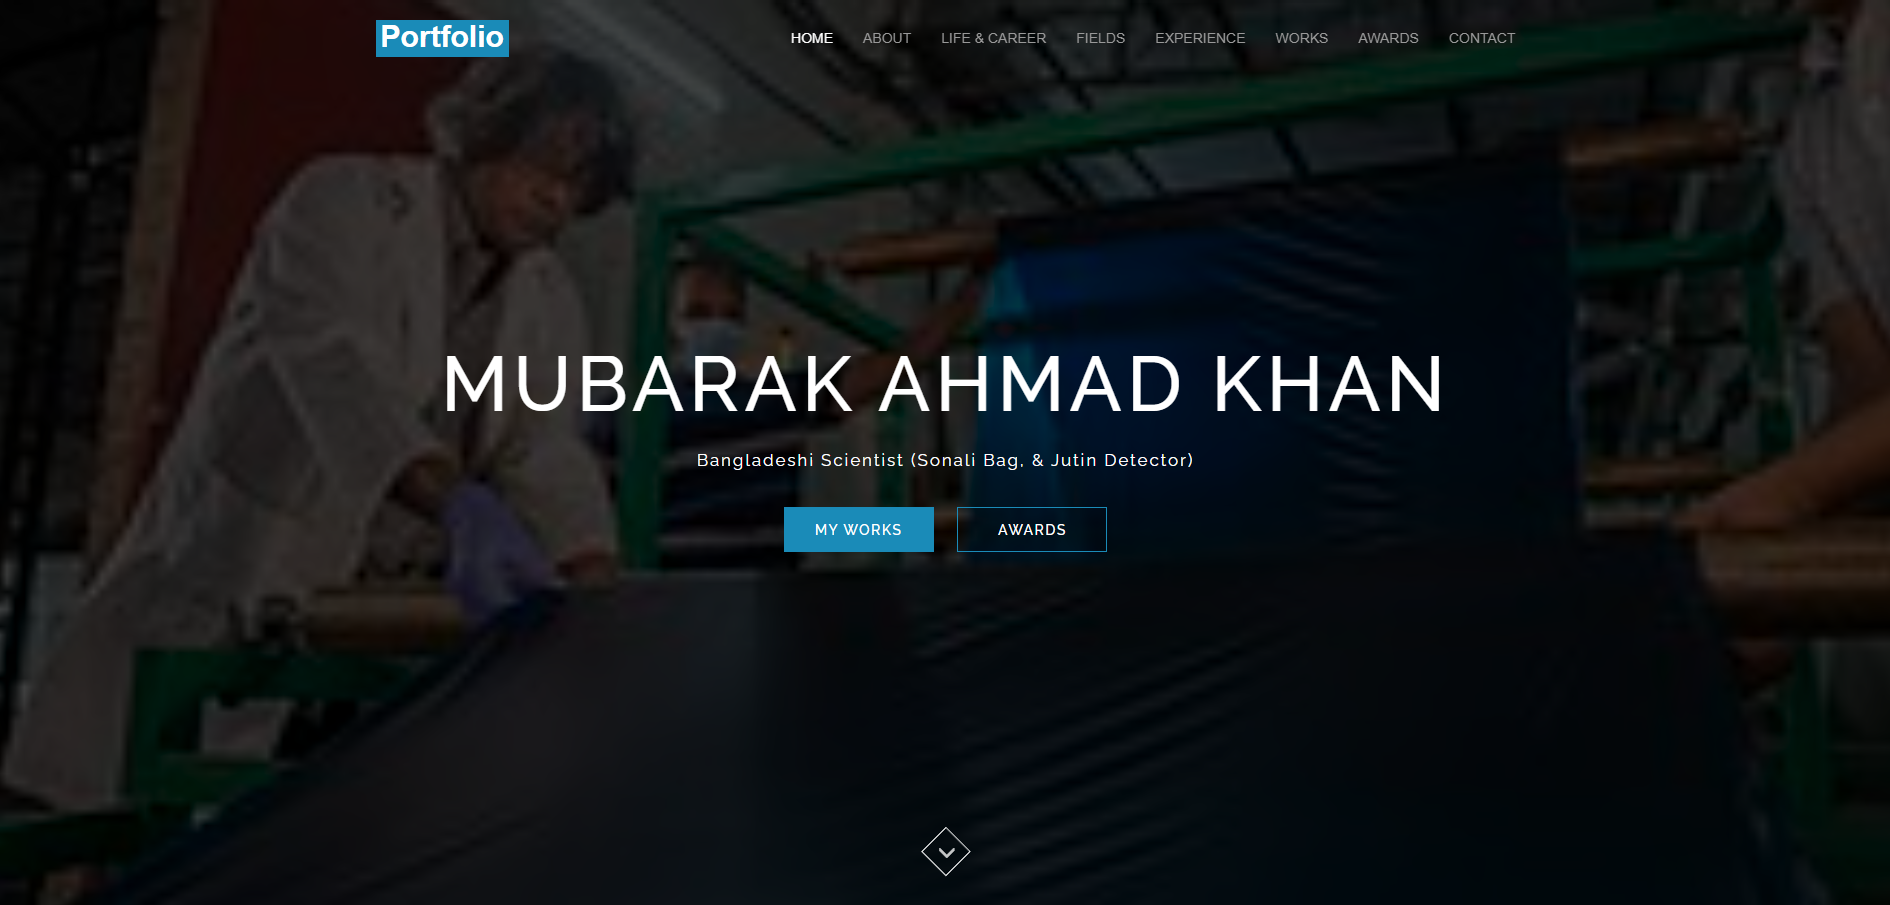 Portfolio
HOME ABOUT LIFE & CAREER FIELDS EXPERIENCE WORKS AWARDS CONTACT
MUBARAK AHMAD KHAN
Bangladeshi Scientist (Sonali Bag, & Jutin Detector)
MY WORKS AWARDS